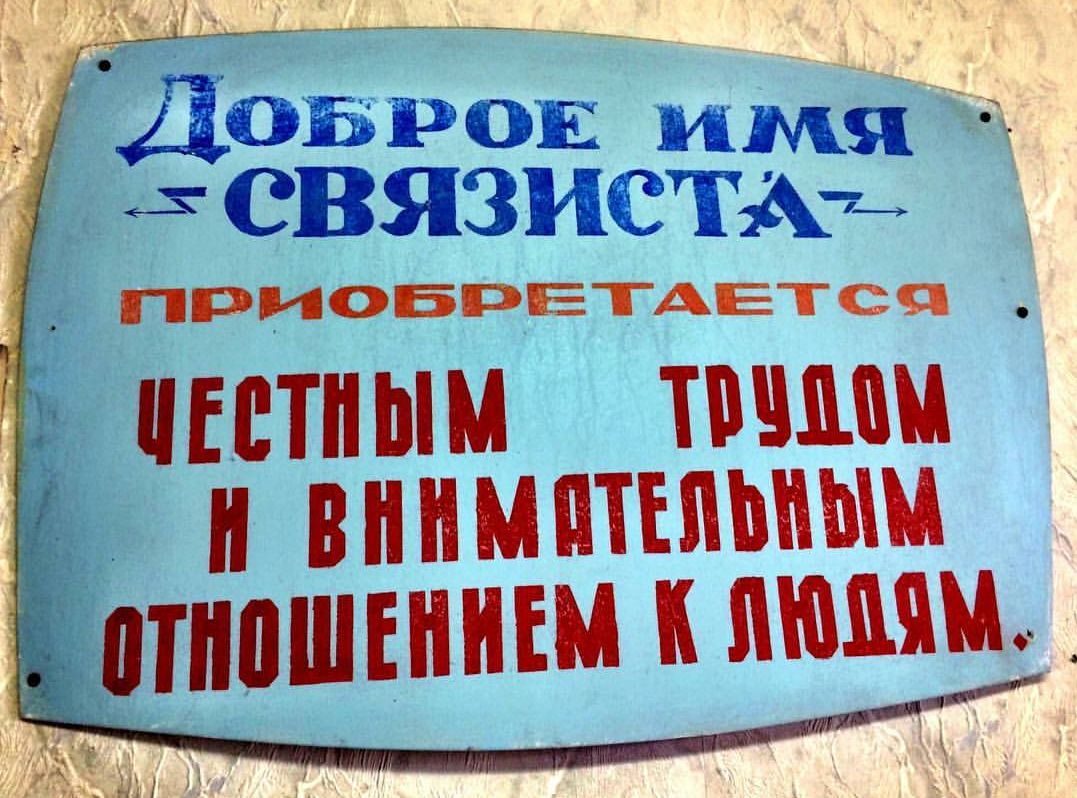 Доброе имя
связиста
приобретается
честным трудом
и внимательным
отношением к людям.